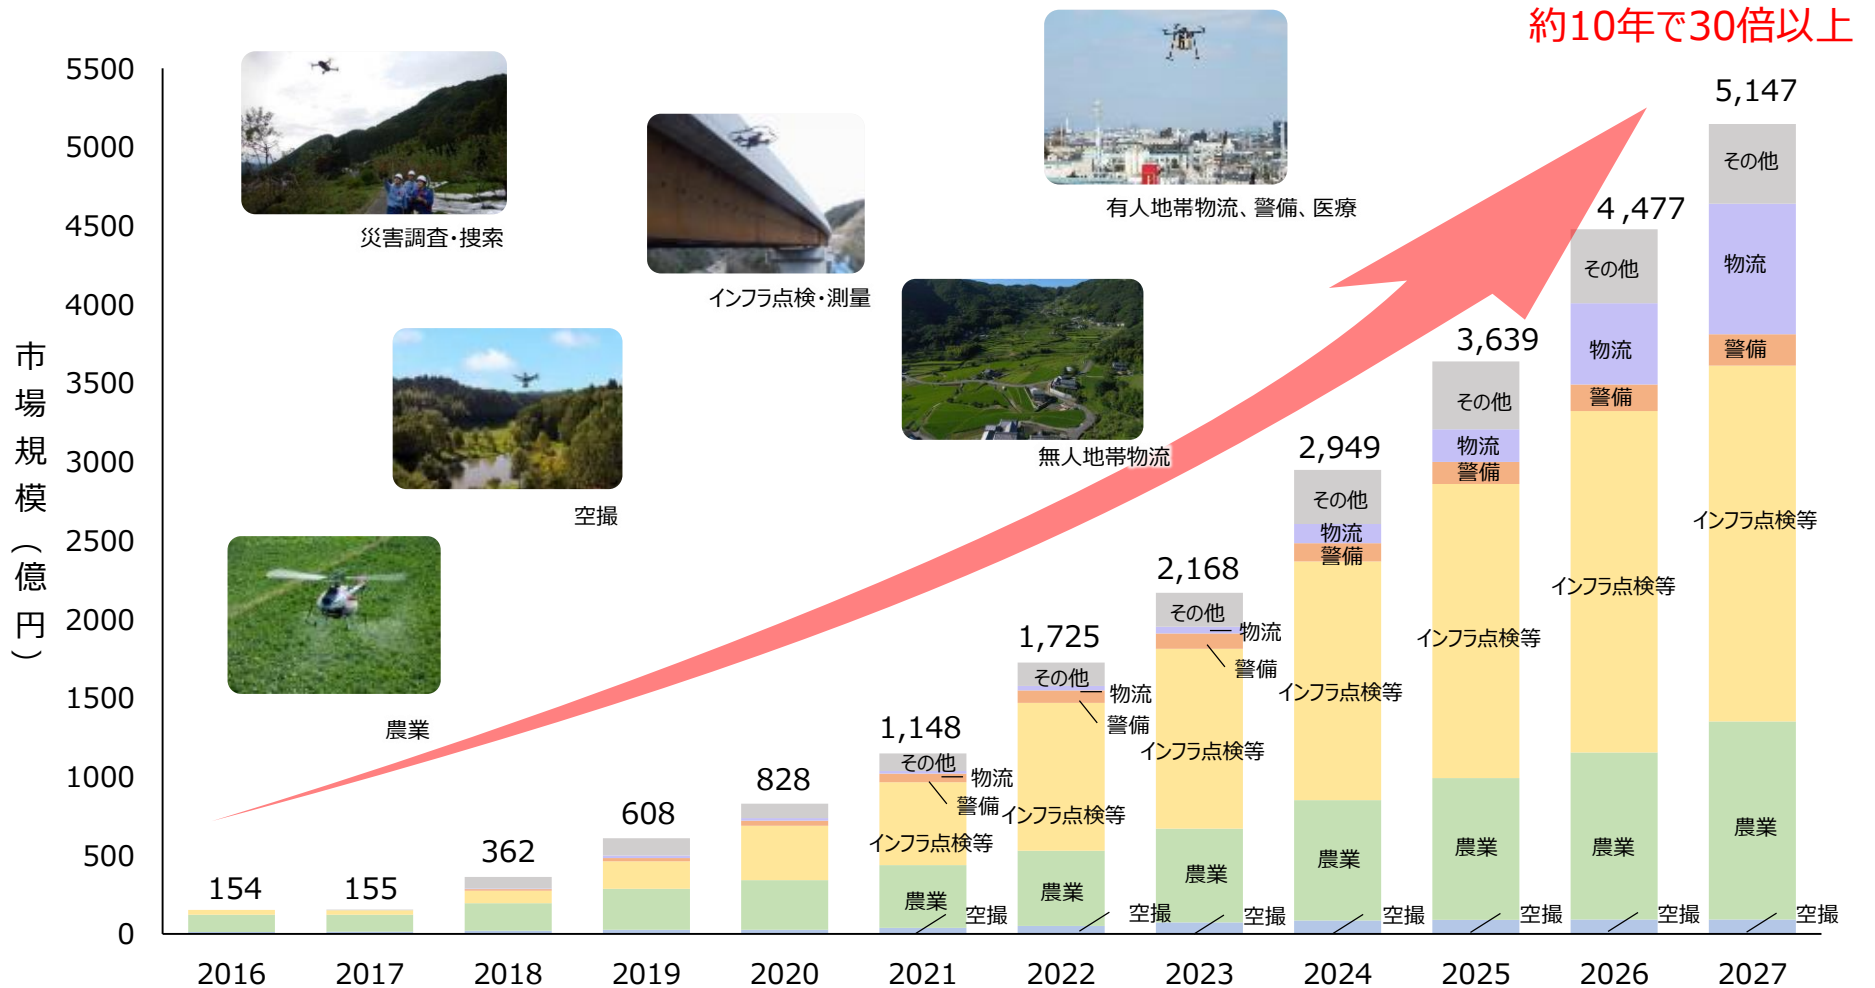 約10年で30倍以上
市場規模（億円）
5500
5000
4500
4000
3500
3000
2500
2000
1500
1000
500
0
災害調査・捜索
インフラ点検・測量
有人地帯物流、警備、医療
空撮
無人地帯物流
農業
154
155
362
608
828
1,148
その他
物流
警備
インフラ点検等
農業
空撮
1,725
その他
物流
警備
インフラ点検等
農業
空撮
2,168
その他
物流
警備
インフラ点検等
農業
空撮
2,949
その他
物流
警備
インフラ点検等
農業
空撮
3,639
その他
物流
警備
インフラ点検等
農業
空撮
4,477
その他
物流
警備
インフラ点検等
農業
空撮
5,147
その他
物流
警備
インフラ点検等
農業
空撮
2016
2017
2018
2019
2020
2021
2022
2023
2024
2025
2026
2027